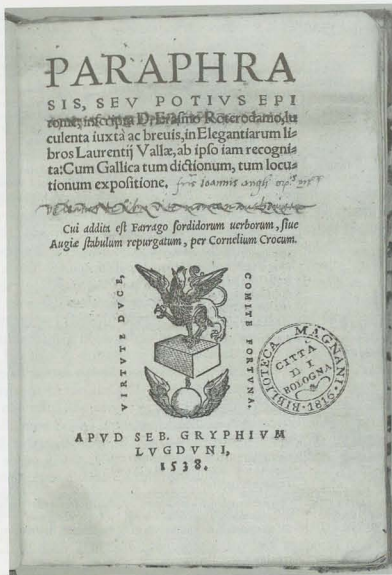 PARAPHRA
SIS, SEV POTIVS EPI
tome, inscripta D. Erasmo Roterodamo, lu
culenta iuxtà ac breuis, in Elegantiarum li
bros Laurentij Vallæ, ab ipso iam recogni
ta: Cum Gallica tum dictionum, tum locu
tionum expositione.
Ioannis
Cui addita est Farrago sordidorum uerborum, siue
Augiæ stabulum repurgatum, per Cornelium Crocum.
VIRTVTE DVCE,
COMITE FORTVNA.
BIBLIOTECA MAGNANI · 1816 ·
CITTÀ
DI
BOLOGNA
APVD SEB. GRYPHIVM
LVGDVNI,
1538.